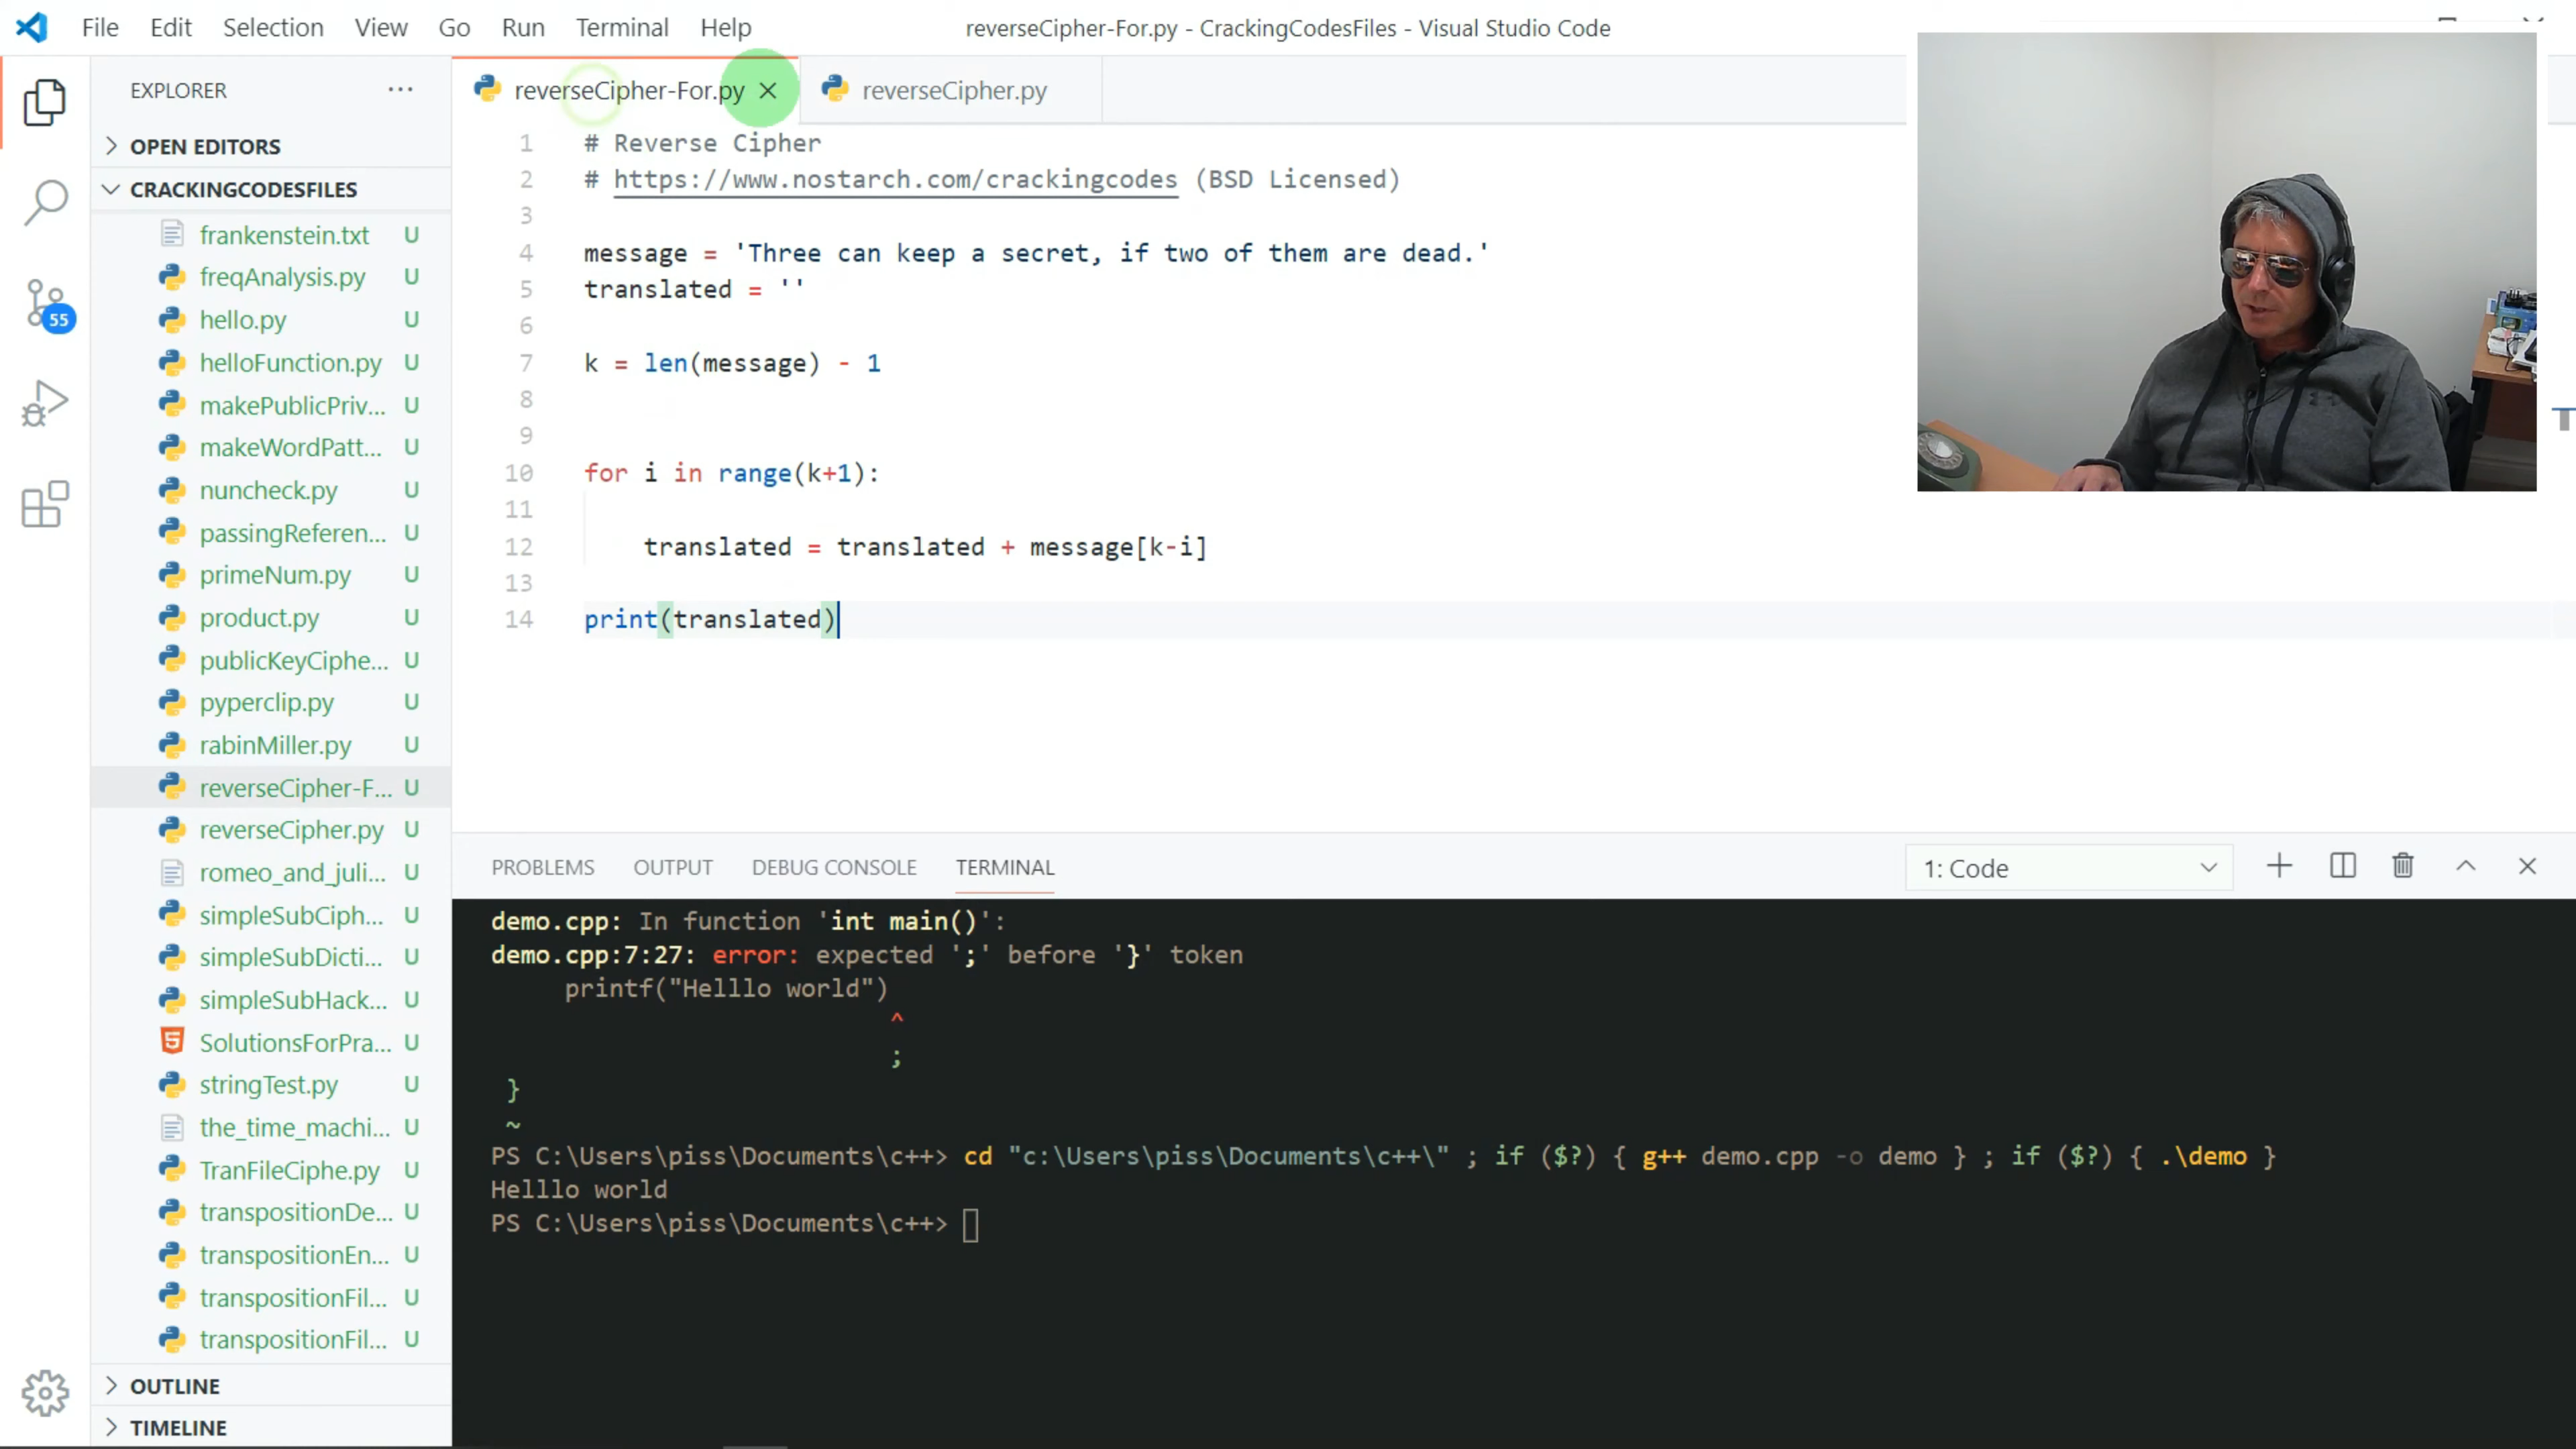 File Edit Selection View Go Run Terminal Help
reverseCipher-For.py - CrackingCodesFiles - Visual Studio Code
EXPLORER
OPEN EDITORS
CRACKINGCODESFILES
frankenstein.txt U
freqAnalysis.py U
hello.py U
helloFunction.py U
makePublicPriv... U
makeWordPatt... U
nuncheck.py U
passingReferen... U
primeNum.py U
product.py U
publicKeyCiphe... U
pyperclip.py U
rabinMiller.py U
reverseCipher-F... U
reverseCipher.py U
romeo_and_juli... U
simpleSubCiph... U
simpleSubDicti... U
simpleSubHack... U
SolutionsForPra... U
stringTest.py U
the_time_machi... U
TranFileCiphe.py U
transpositionDe... U
transpositionEn... U
transpositionFil... U
transpositionFil... U
OUTLINE
TIMELINE
55
reverseCipher-For.py
reverseCipher.py
1 # Reverse Cipher
2 # https://www.nostarch.com/crackingcodes (BSD Licensed)
3
4 message = 'Three can keep a secret, if two of them are dead.'
5 translated = ''
6
7 k = len(message) - 1
8
9
10 for i in range(k+1):
11
12 translated = translated + message[k-i]
13
14 print(translated)
PROBLEMS OUTPUT DEBUG CONSOLE TERMINAL
1: Code
demo.cpp: In function 'int main()':
demo.cpp:7:27: error: expected ';' before '}' token
printf("Helllo world")
^
;
}
~
PS C:\Users\piss\Documents\c++> cd "c:\Users\piss\Documents\c++\" ; if ($?) { g++ demo.cpp -o demo } ; if ($?) { .\demo }
Helllo world
PS C:\Users\piss\Documents\c++>